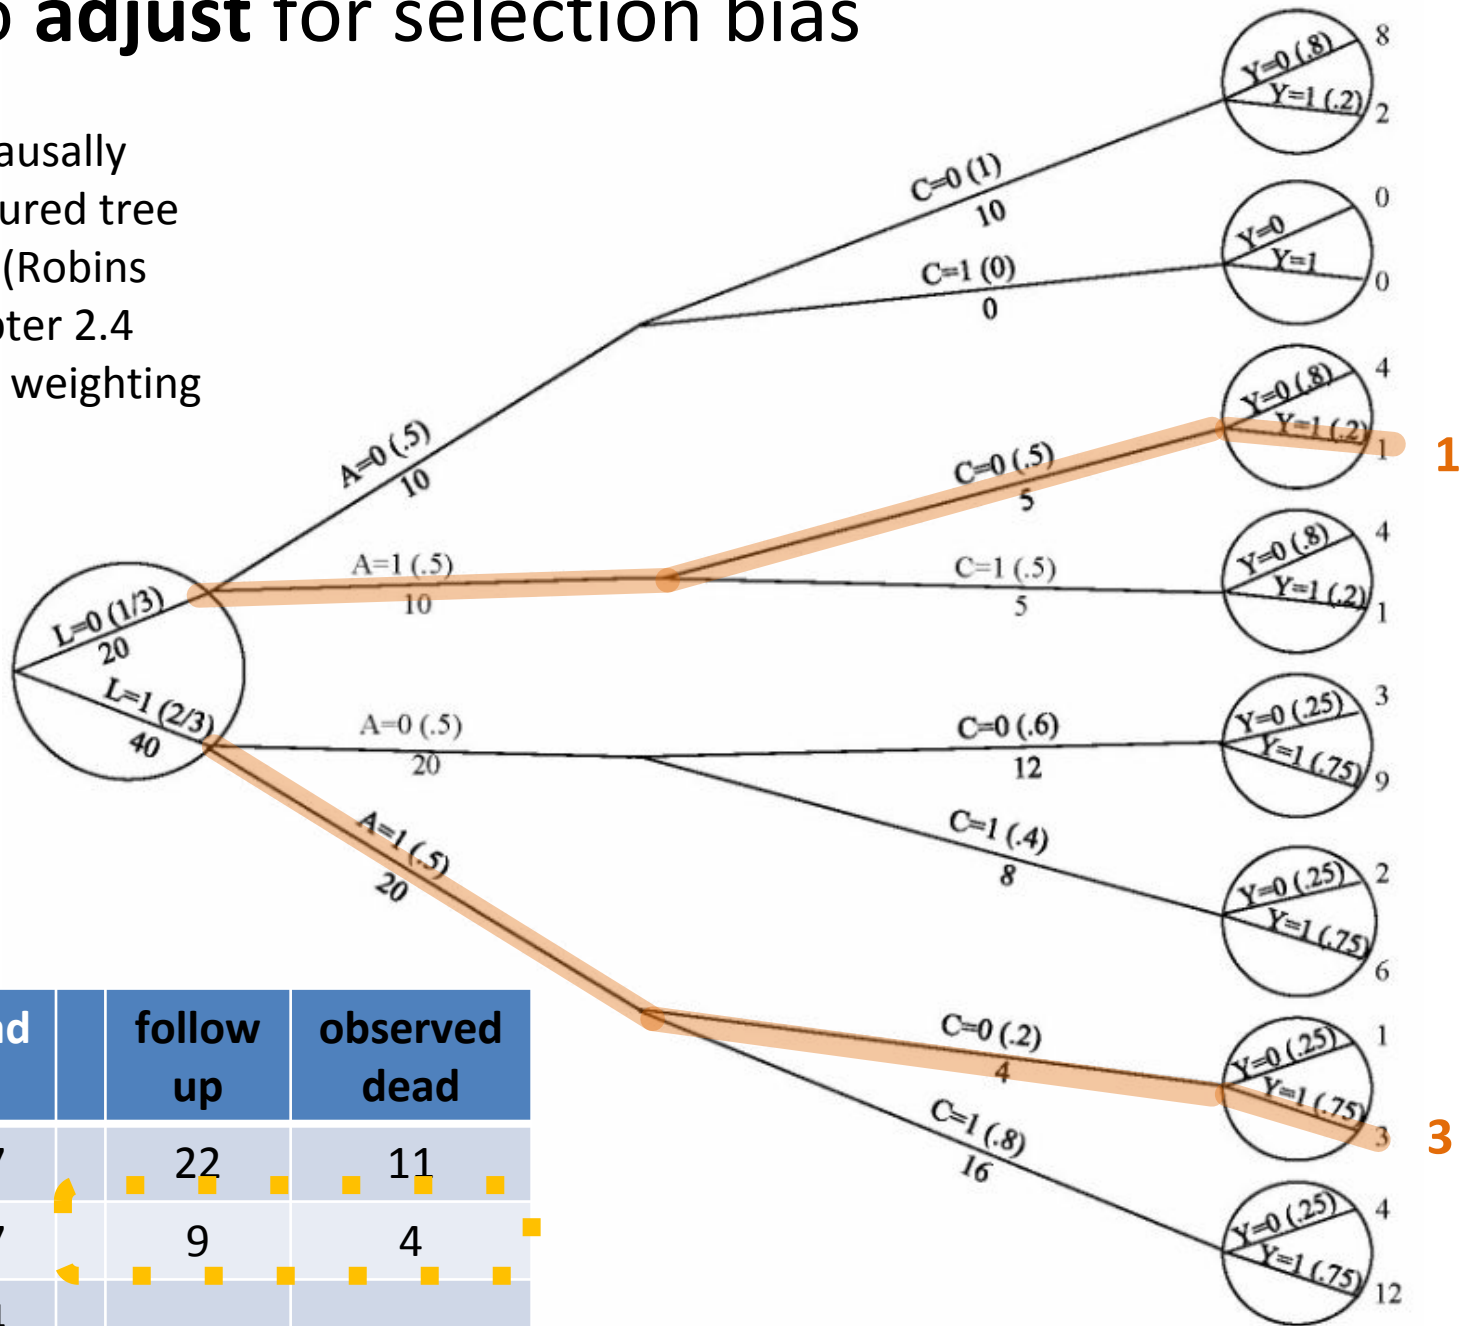 adjust for selection bias
(Robins
2.4
weighting
Y=0 (.8)
8
Y=1 (.2)
2
C=0 (1)
10
Y=0
0
Y=1
0
C=1 (0)
0
A=0 (.5)
10
Y=0 (.8)
4
Y=1 (.2)
1
1
C=0 (.5)
5
Y=0 (.8)
4
Y=1 (.2)
1
A=1 (.5)
10
C=1 (.5)
5
L=0 (1/3)
20
L=1 (2/3)
40
A=0 (.5)
20
C=0 (.6)
12
Y=0 (.25)
3
Y=1 (.75)
9
C=1 (.4)
8
Y=0 (.25)
2
Y=1 (.75)
6
A=1 (.5)
20
C=0 (.2)
4
Y=0 (.25)
1
Y=1 (.75)
3
3
C=1 (.8)
16
Y=0 (.25)
4
Y=1 (.75)
12
follow up
observed dead
22 11
9 4